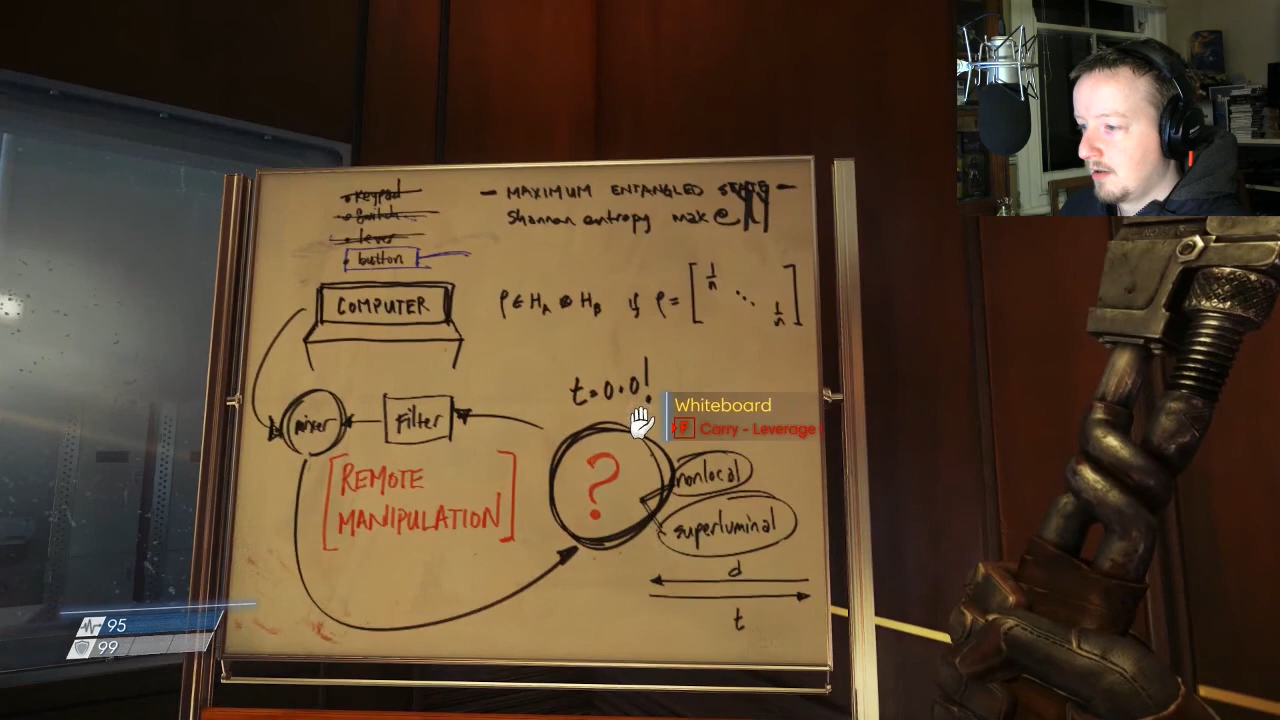 keypad
switch
lever
button
COMPUTER
mixer
Filter
[REMOTE
MANIPULATION]
— MAXIMUM ENTANGLED STATE —
Shannon entropy max @
ρ ∈ H_A ⊗ H_B if ρ = [1/n ⋱ 1/n]
t=0.0!
?
nonlocal
superluminal
d
t
Whiteboard
F Carry - Leverage I
95
99